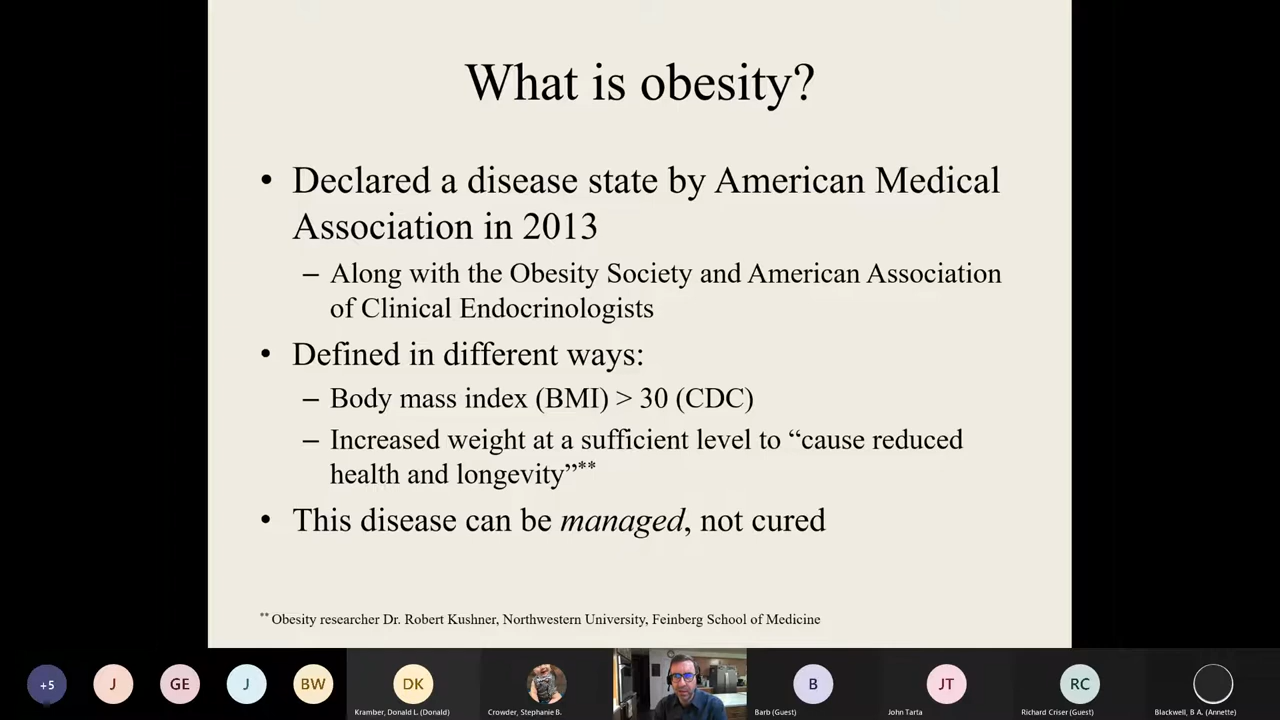 What is obesity?
• Declared a disease state by American Medical
Association in 2013
– Along with the Obesity Society and American Association
of Clinical Endocrinologists
• Defined in different ways:
– Body mass index (BMI) > 30 (CDC)
– Increased weight at a sufficient level to “cause reduced
health and longevity”**
• This disease can be managed, not cured
** Obesity researcher Dr. Robert Kushner, Northwestern University, Feinberg School of Medicine
+5
J
GE
J
BW
DK
Kramber, Donald L. (Donald)
Crowder, Stephanie B.
B
Barb (Guest)
JT
John Tarta
RC
Richard Criser (Guest)
Blackwell, B A. (Annette)